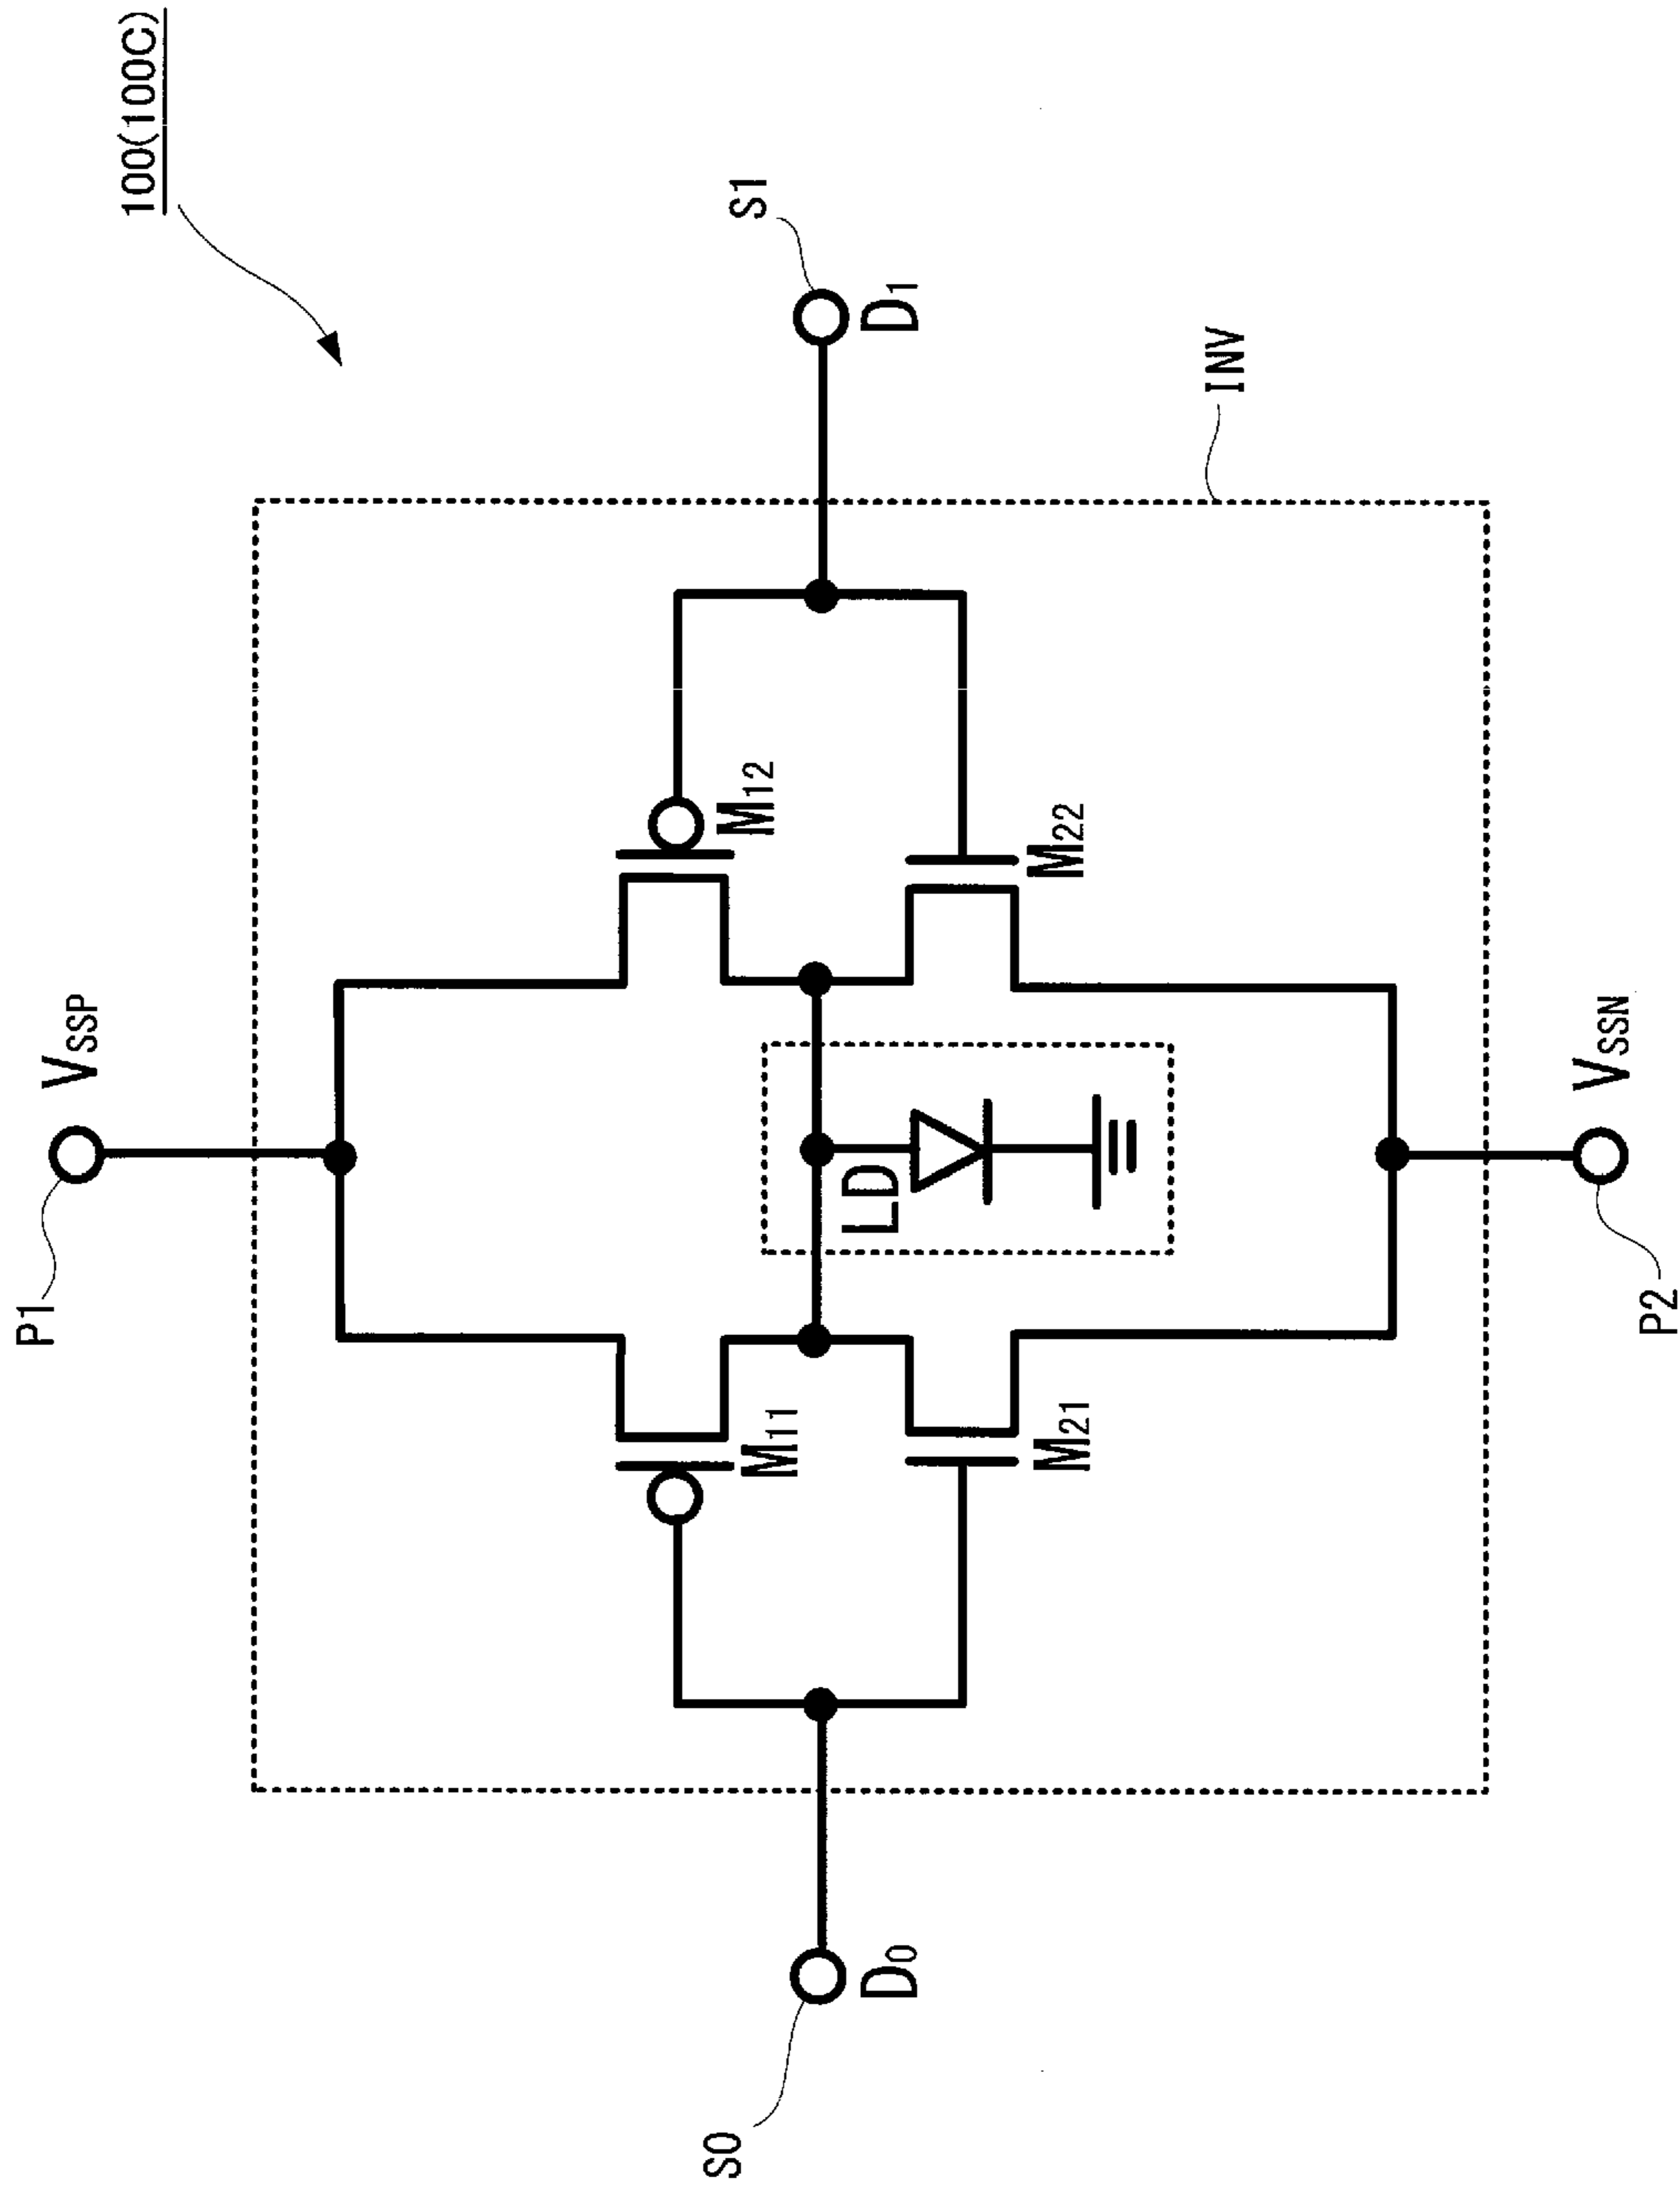 100(100C)
P1
VSSP
S0
D0
M11
M12
S1
D1
LD
M21
M22
INV
P2
VSSN